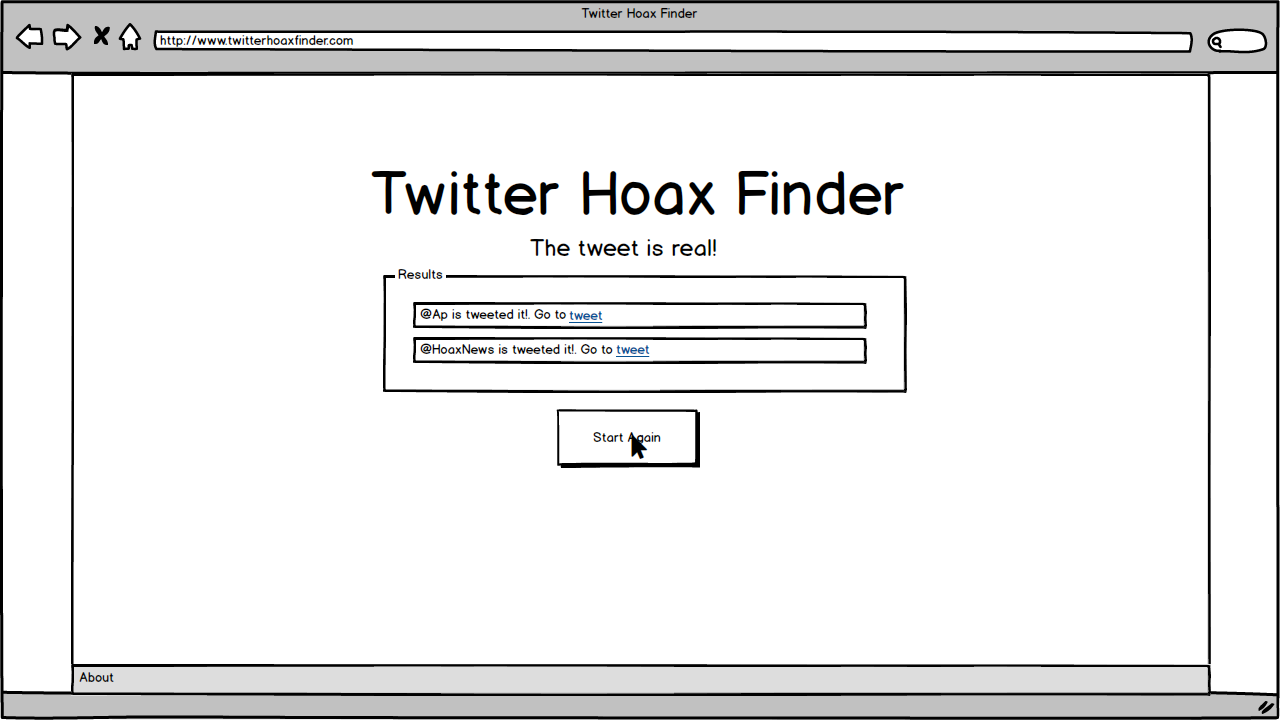 Twitter Hoax Finder
http://www.twitterhoaxfinder.com
Twitter Hoax Finder
The tweet is real!
Results
@Ap is tweeted it!. Go to tweet
@HoaxNews is tweeted it!. Go to tweet
Start Again
About